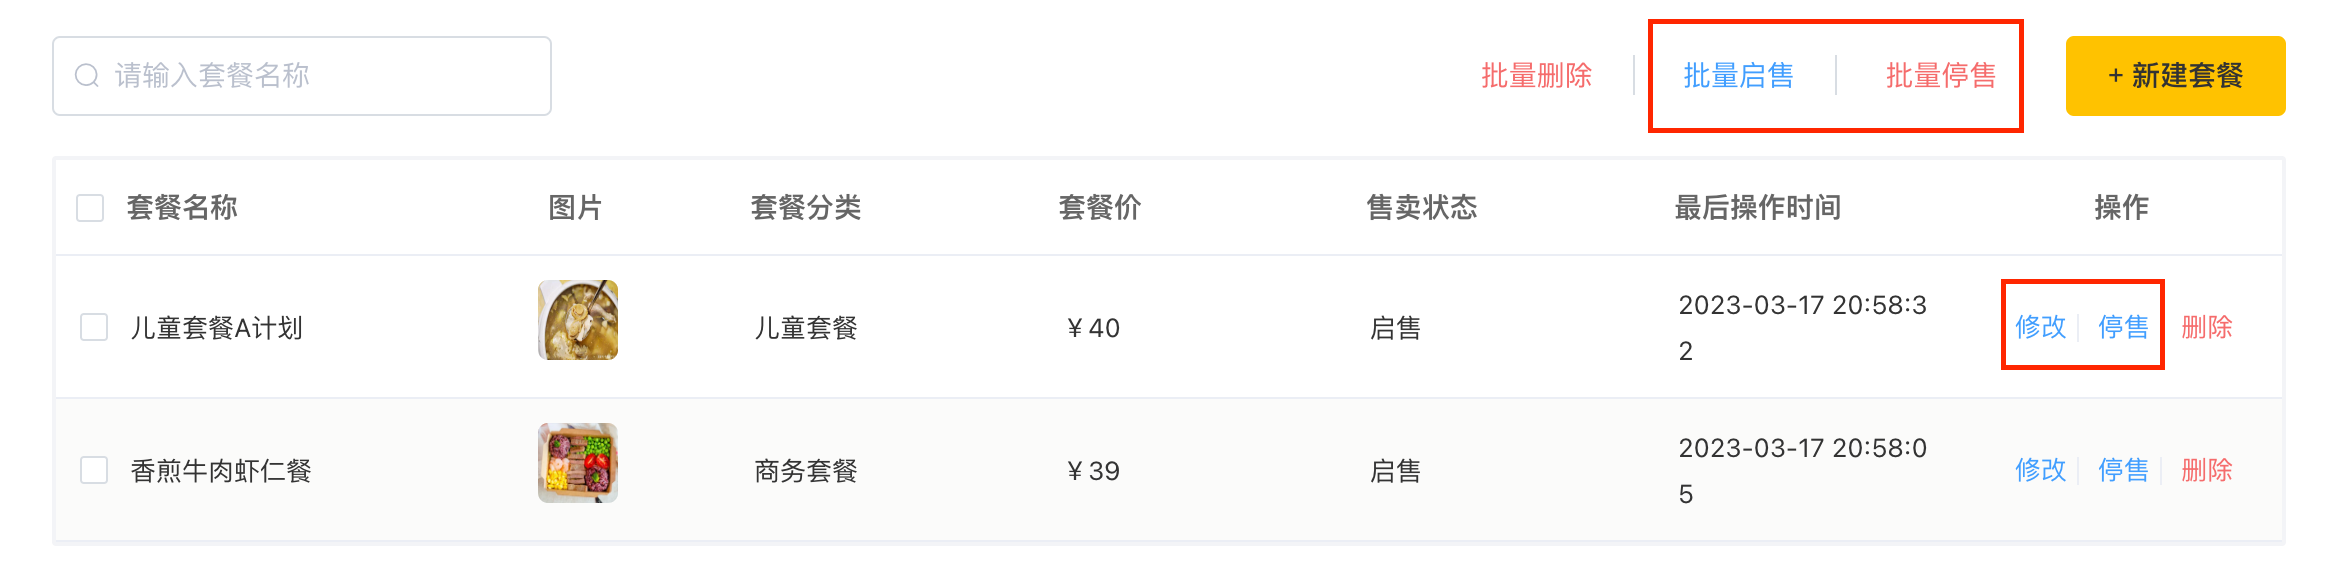 请输入套餐名称 批量删除 批量启售 批量停售 + 新建套餐
套餐名称 图片 套餐分类 套餐价 售卖状态 最后操作时间 操作
儿童套餐A计划 儿童套餐 ￥40 启售 2023-03-17 20:58:3
2 修改 停售 删除
香煎牛肉虾仁餐 商务套餐 ￥39 启售 2023-03-17 20:58:0
5 修改 停售 删除